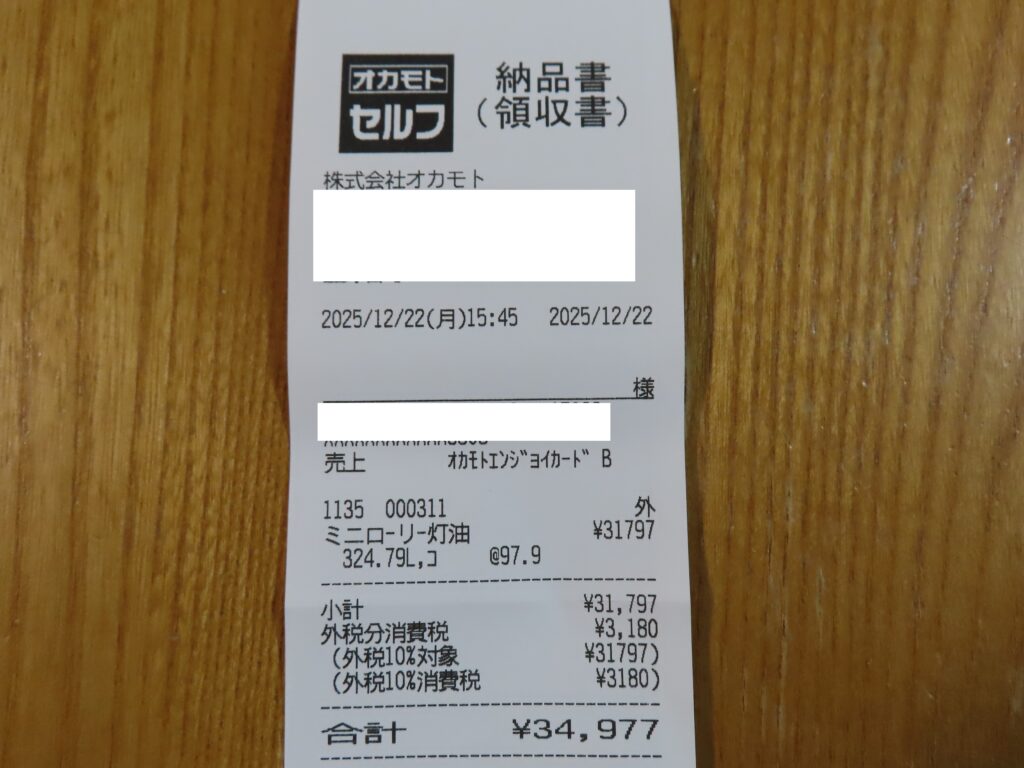 オカモト
セルフ
納品書
(領収書)
株式会社オカモト
2025/12/22(月)15:45 2025/12/22
様
売上 オカモトエンジョイカード B
1135 000311 外
ミニローリー灯油 ¥31797
324.79L,コ @97.9
小計 ¥31,797
外税分消費税 ¥3,180
(外税10%対象 ¥31797)
(外税10%消費税 ¥3180)
合計 ¥34,977